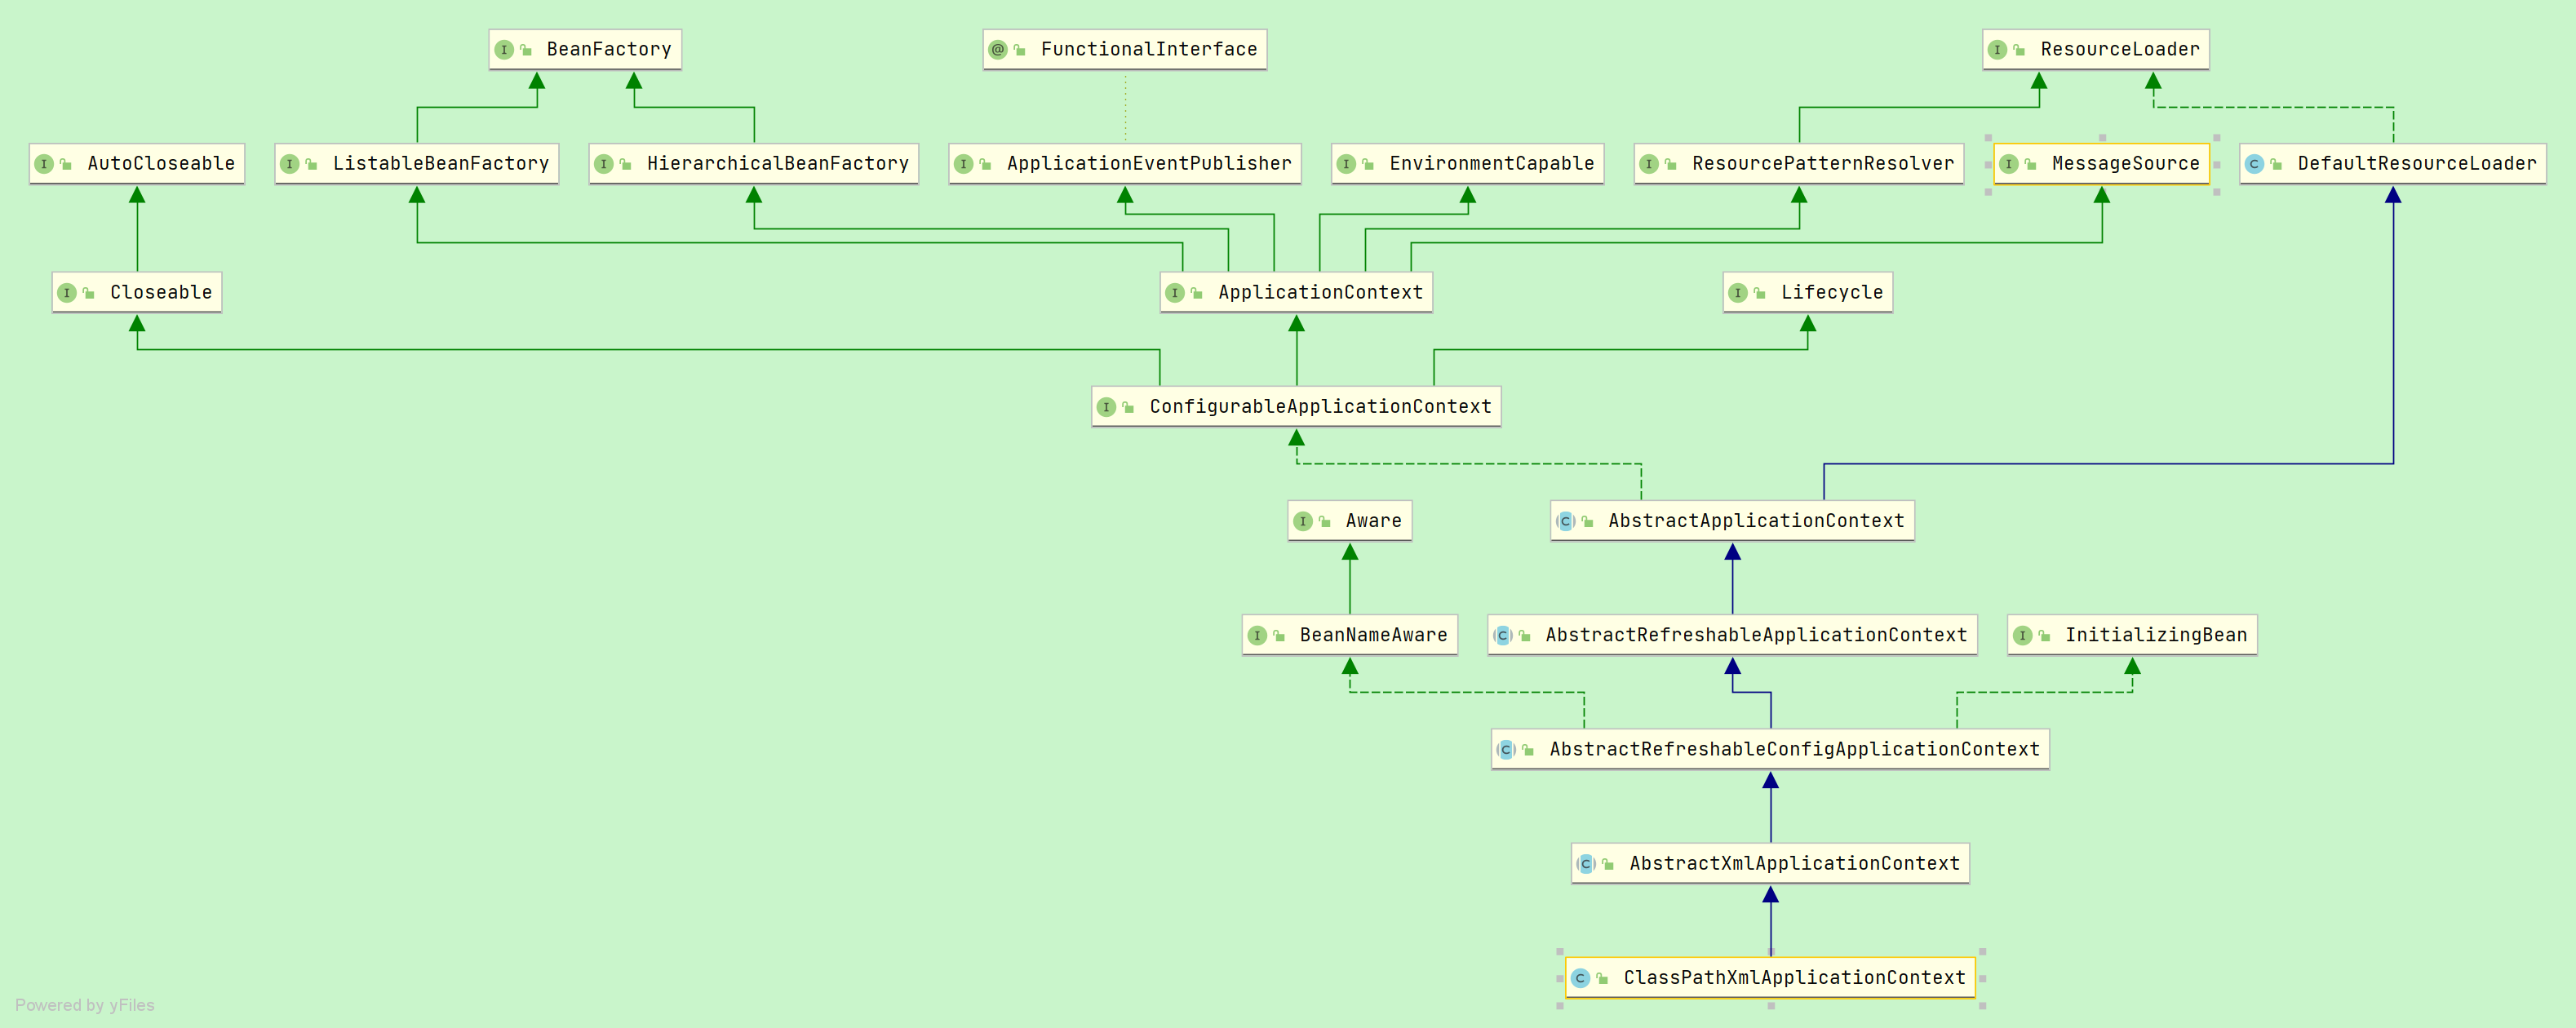 BeanFactory
FunctionalInterface
ResourceLoader
AutoCloseable
ListableBeanFactory
HierarchicalBeanFactory
ApplicationEventPublisher
EnvironmentCapable
ResourcePatternResolver
MessageSource
DefaultResourceLoader
Closeable
ApplicationContext
Lifecycle
ConfigurableApplicationContext
Aware
AbstractApplicationContext
BeanNameAware
AbstractRefreshableApplicationContext
InitializingBean
AbstractRefreshableConfigApplicationContext
AbstractXmlApplicationContext
ClassPathXmlApplicationContext
Powered by yFiles